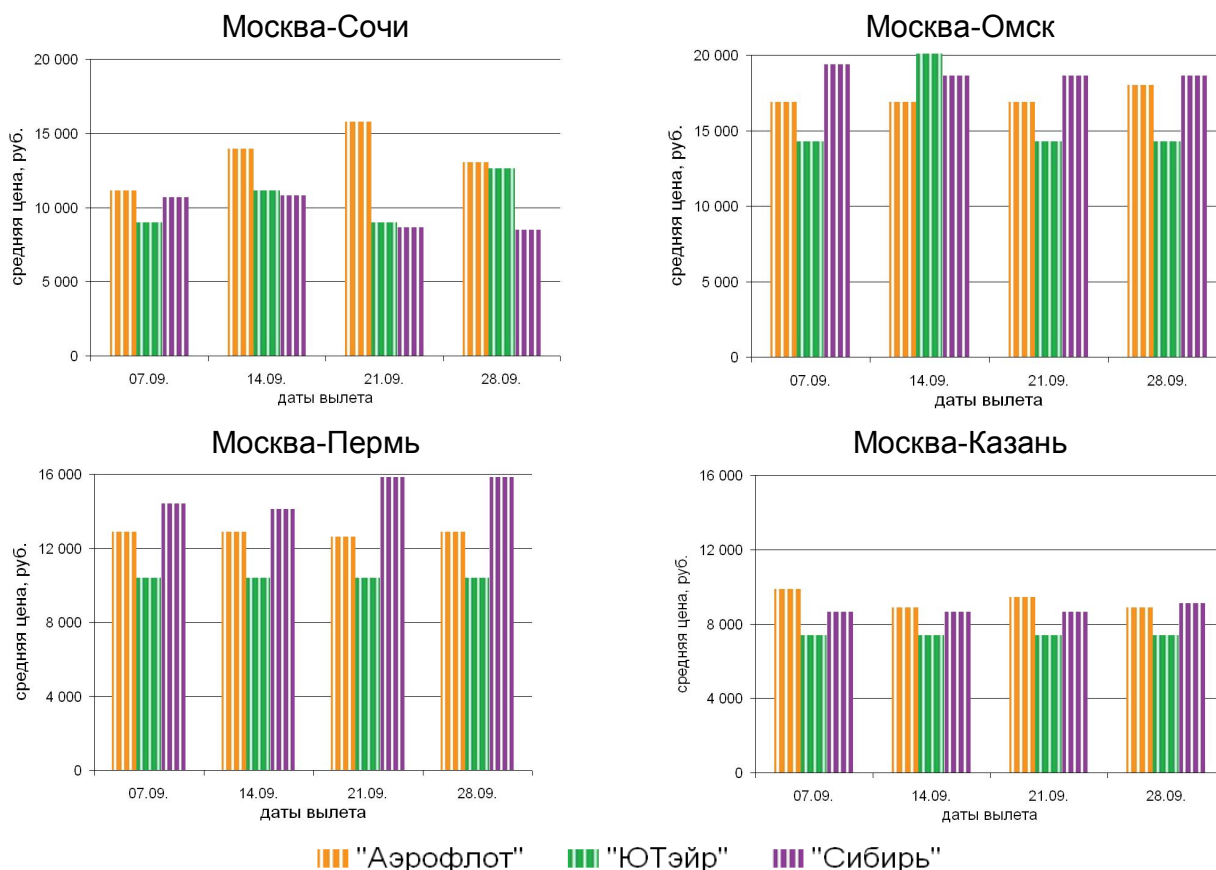 Москва-Сочи
средняя цена, руб.
20 000
15 000
10 000
5 000
0
07.09.
14.09.
21.09.
28.09.
даты вылета
Москва-Омск
средняя цена, руб.
20 000
15 000
10 000
5 000
0
07.09.
14.09.
21.09.
28.09.
даты вылета
Москва-Пермь
средняя цена, руб.
16 000
12 000
8 000
4 000
0
07.09.
14.09.
21.09.
28.09.
даты вылета
Москва-Казань
средняя цена, руб.
16 000
12 000
8 000
4 000
0
07.09.
14.09.
21.09.
28.09.
даты вылета
"Аэрофлот" "ЮТэйр" "Сибирь"